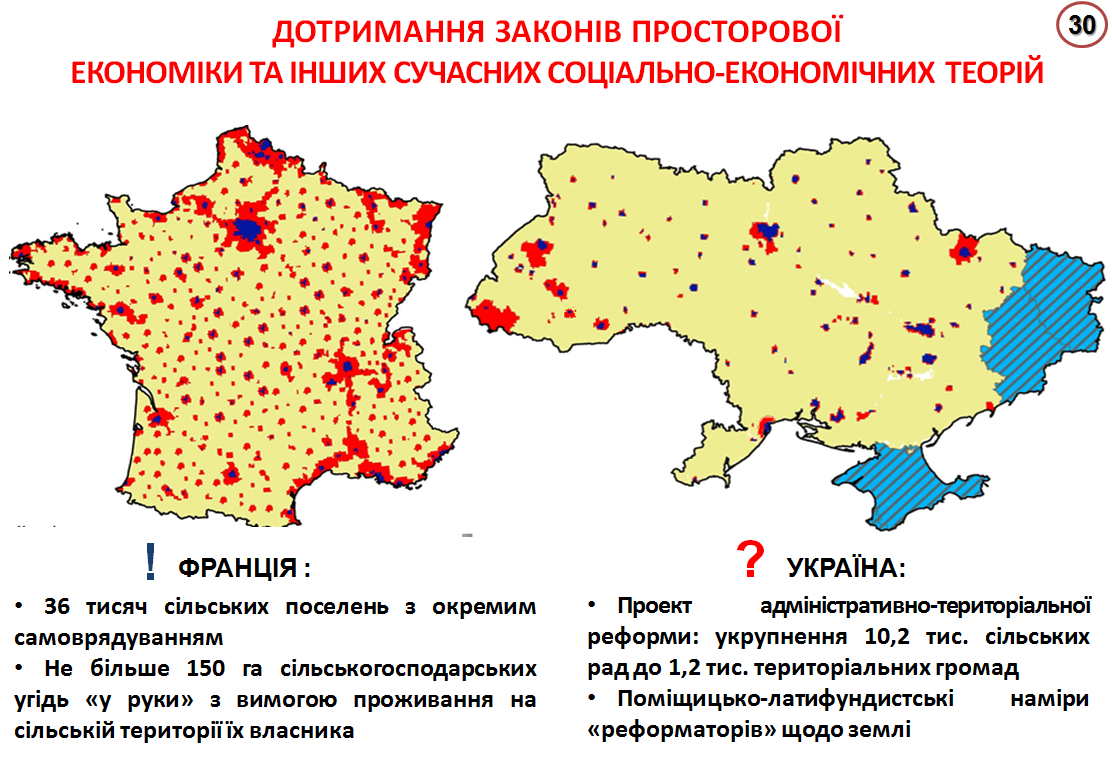 ДОТРИМАННЯ ЗАКОНІВ ПРОСТОРОВОЇ
30
ЕКОНОМІКИ ТА ІНШИХ СУЧАСНИХ СОЦІАЛЬНО-ЕКОНОМІЧНИХ ТЕОРІЙ
! ФРАНЦІЯ :
• 36 тисяч сільських поселень з окремим
самоврядуванням
• Не більше 150 га сільськогосподарських
угідь «у руки» з вимогою проживання на
сільській території їх власника
? УКРАЇНА:
• Проект адміністративно-територіальної
реформи: укрупнення 10,2 тис. сільських
рад до 1,2 тис. територіальних громад
• Поміщицько-латифундистські наміри
«реформаторів» щодо землі